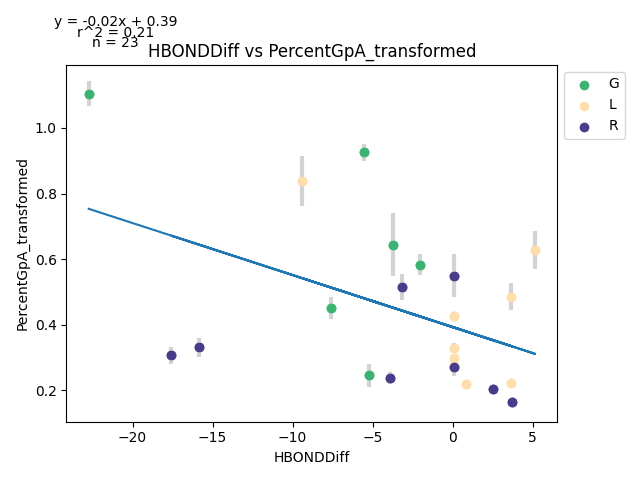 y = -0.02x + 0.39
r^2 = 0.21
n = 23
HBONDDiff vs PercentGpA_transformed
G
L
R
1.0
0.8
0.6
0.4
0.2
PercentGpA_transformed
−20
−15
−10
−5
0
5
HBONDDiff